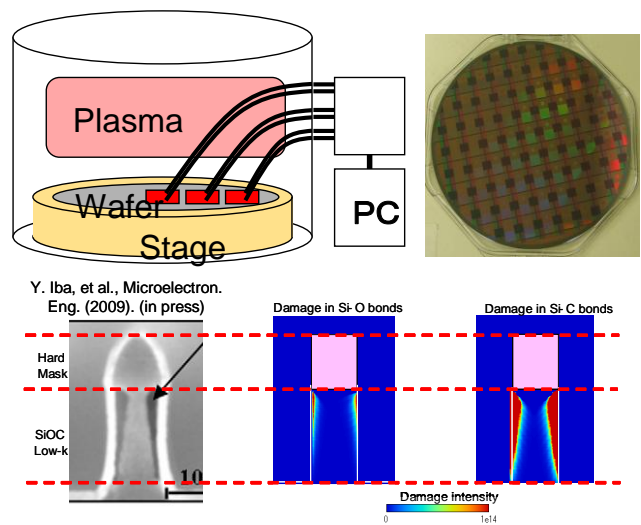 Plasma
Wafer
Stage
PC
Y. Iba, et al., Microelectron.
Eng. (2009). (in press)
Damage in Si- O bonds
Damage in Si- C bonds
Hard
Mask
SiOC
Low-k
10
Damage intensity
0
1e14